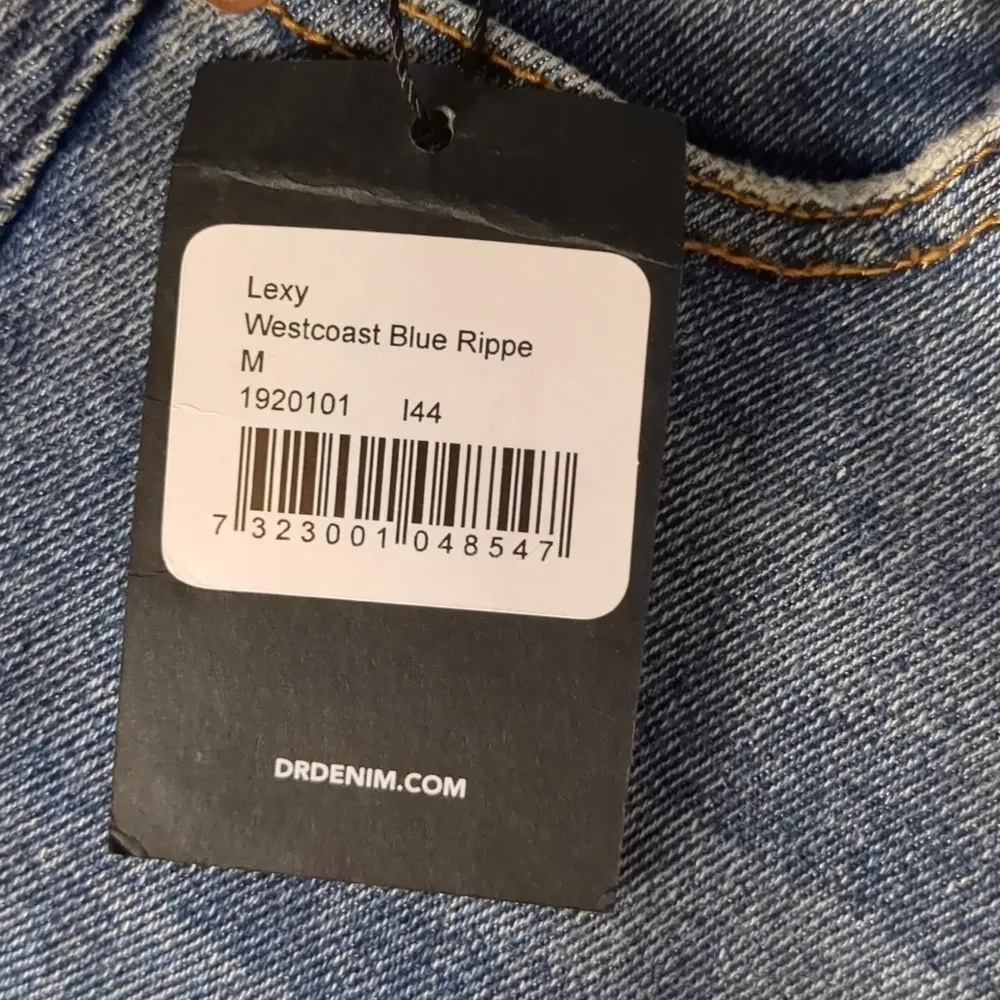 Lexy
Westcoast Blue Rippe
M
1920101 I44
7 323001 048547
DRDENIM.COM